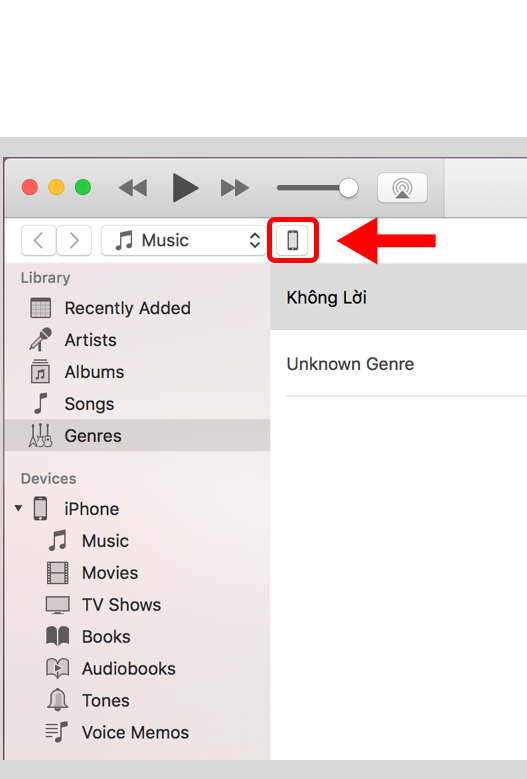 Music
Library
Recently Added
Artists
Albums
Songs
Genres
Devices
iPhone
Music
Movies
TV Shows
Books
Audiobooks
Tones
Voice Memos
Không Lời
Unknown Genre